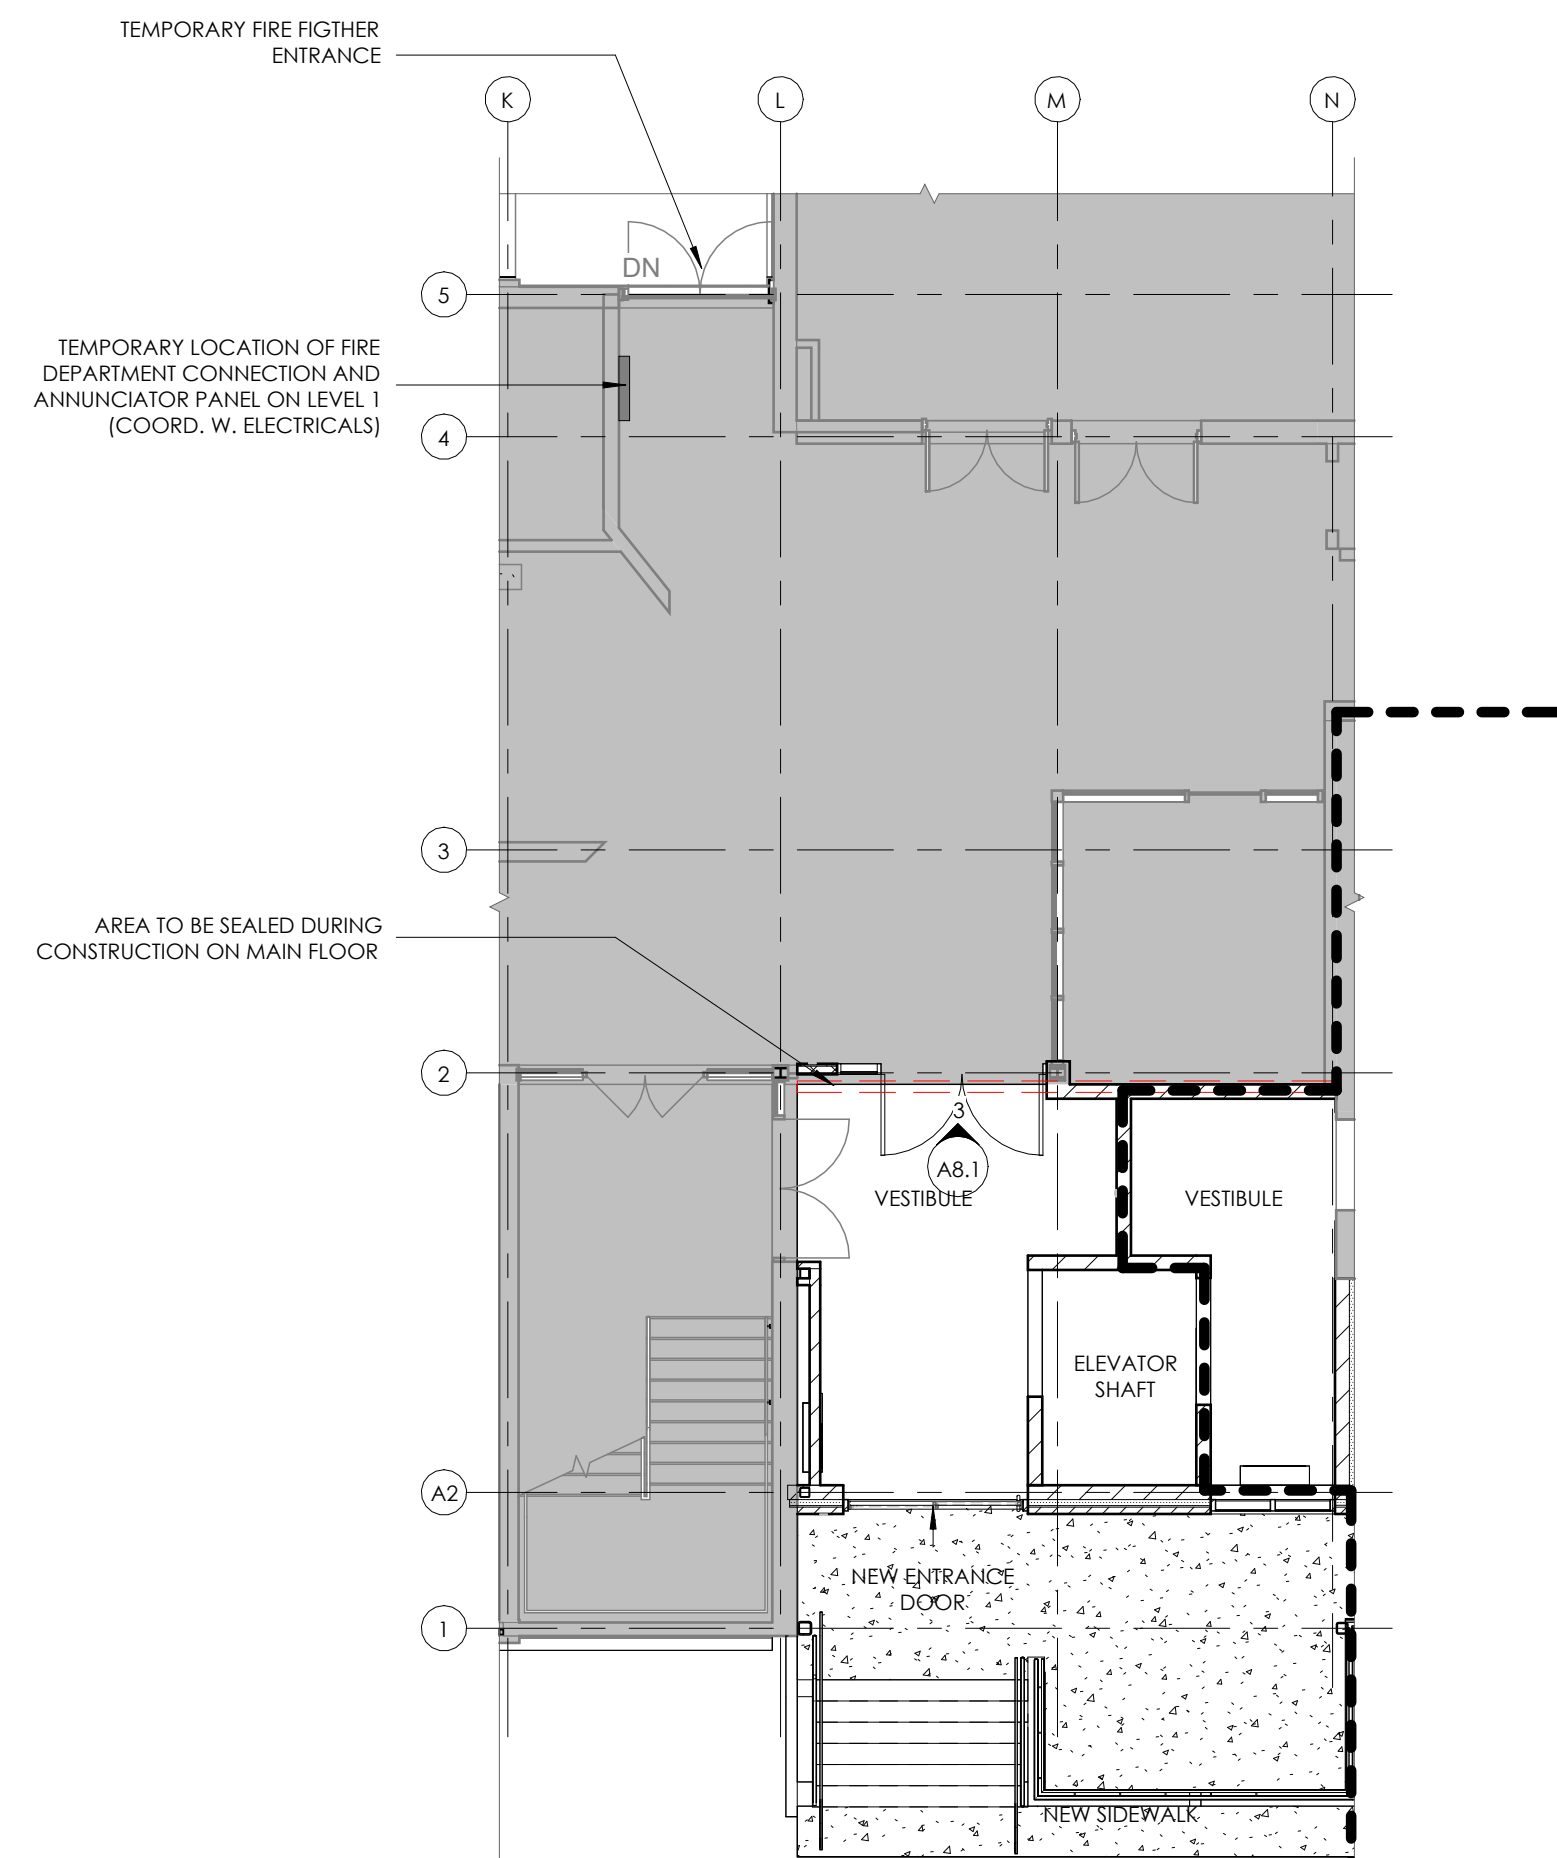 TEMPORARY FIRE FIGTHER
ENTRANCE
K
L
M
N
DN
5
TEMPORARY LOCATION OF FIRE
DEPARTMENT CONNECTION AND
ANNUNCIATOR PANEL ON LEVEL 1
(COORD. W. ELECTRICALS)
4
3
AREA TO BE SEALED DURING
CONSTRUCTION ON MAIN FLOOR
2
3
A8.1
VESTIBULE
VESTIBULE
ELEVATOR
SHAFT
A2
NEW ENTRANCE
DOOR
1
NEW SIDEWALK